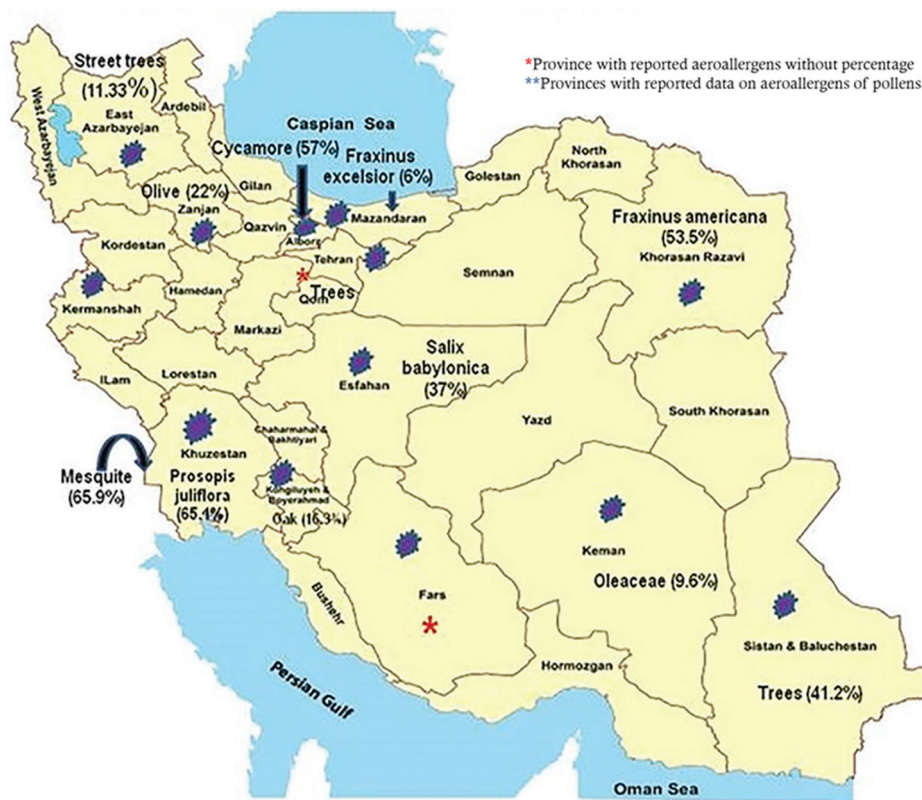 *Province with reported aeroallergens without percentage
**Provinces with reported data on aeroallergens of pollens
Street trees
(11.33%)
East
Azarbayejan
West Azarbayejan
Ardebil
Caspian Sea
Cycamore (57%)
Fraxinus
excelsior (6%)
Golestan
North
Khorasan
Gilan
Olive (22%)
Zanjan
Qazvin
Alborz
Mazandaran
Fraxinus americana
(53.5%)
Khorasan Razavi
Kordestan
Tehran
Semnan
*
Trees
Qom
Hamedan
Kermanshah
Markazi
Salix
babylonica
(37%)
Esfahan
ILam
Lorestan
Yazd
South Khorasan
Chaharmahal &
Bakhtiyari
Khuzestan
Mesquite
(65.9%)
Prosopis
juliflora
(65.4%)
Kohgiluyeh &
Boyerahmad
Oak (16.3%)
Keman
Oleaceae (9.6%)
Fars
*
Bushehr
Sistan & Baluchestan
Trees (41.2%)
Hormozgan
Persian Gulf
Oman Sea